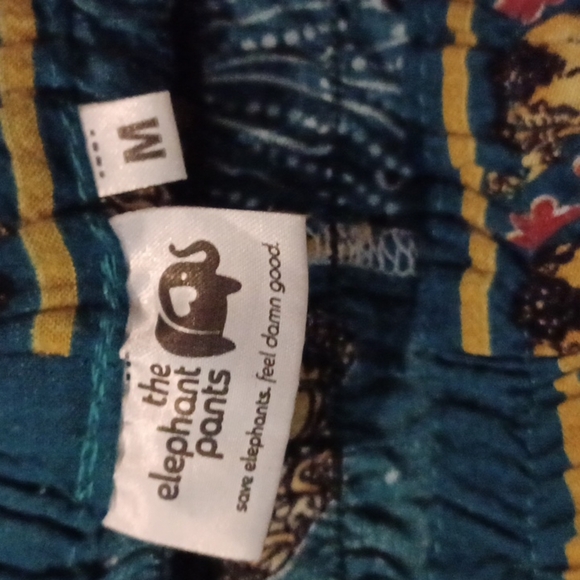 M
the
elephant
pants
save elephants. feel damn good.